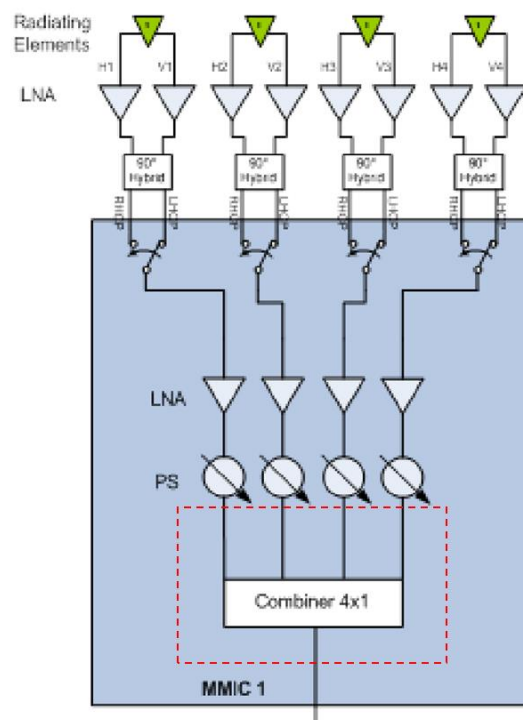 Radiating
Elements
H1 V1 H2 V2 H3 V3 H4 V4
LNA
90° 90° 90° 90°
Hybrid Hybrid Hybrid Hybrid
RHCP LHCP RHCP LHCP RHCP LHCP RHCP LHCP
LNA
PS
Combiner 4x1
MMIC 1